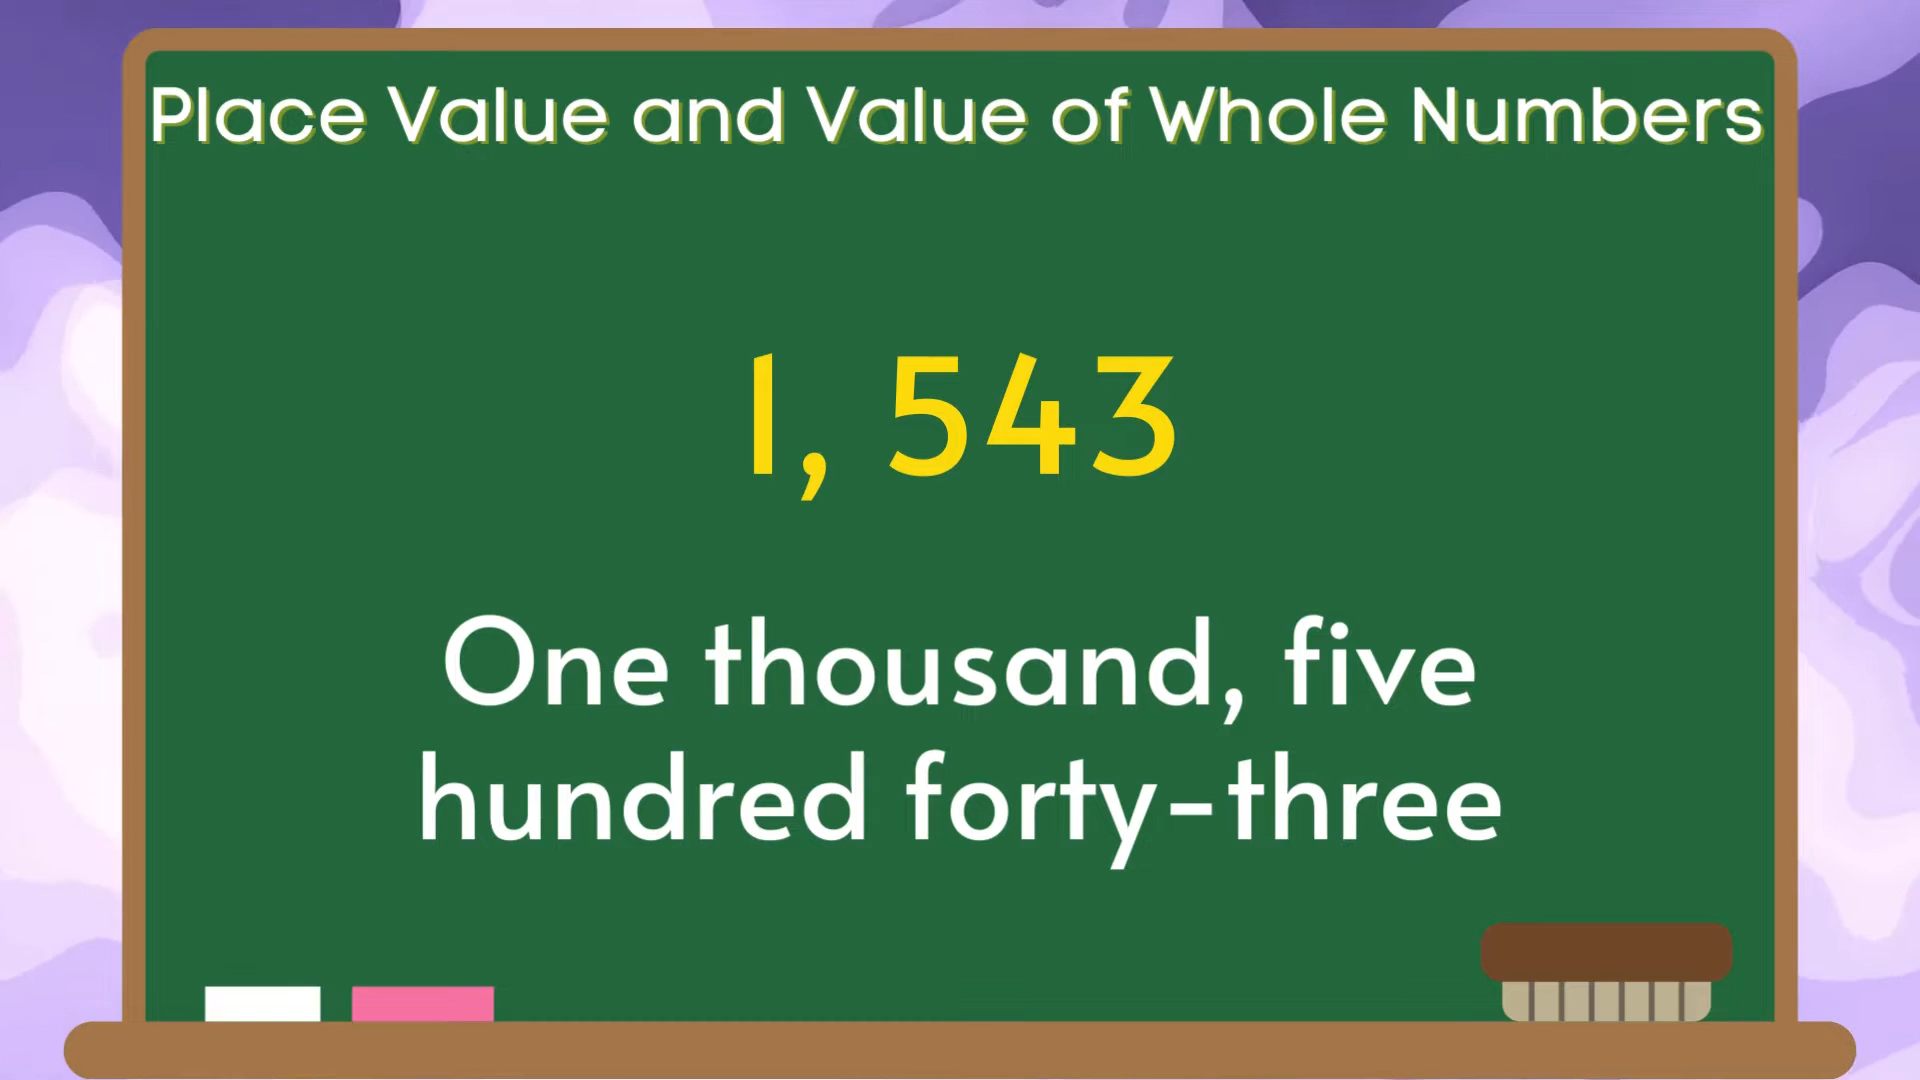 Place Value and Value of Whole Numbers
1, 543
One thousand, five
hundred forty-three